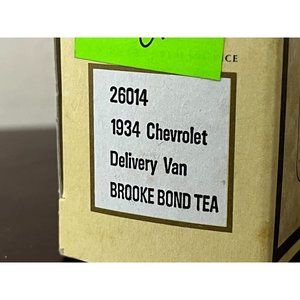 26014
1934 Chevrolet
Delivery Van
BROOKE BOND TEA